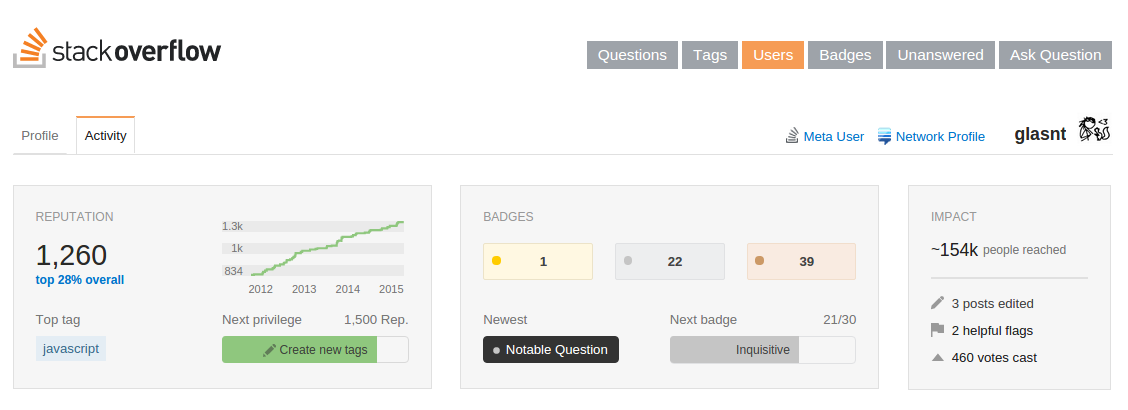 stackoverflow
Questions Tags Users Badges Unanswered Ask Question
Profile Activity Meta User Network Profile glasnt
REPUTATION
1,260
top 28% overall
1.3k
1k
834
2012 2013 2014 2015
Top tag
javascript
Next privilege 1,500 Rep.
Create new tags
BADGES
1 22 39
Newest
Notable Question
Next badge 21/30
Inquisitive
IMPACT
~154k people reached
3 posts edited
2 helpful flags
460 votes cast